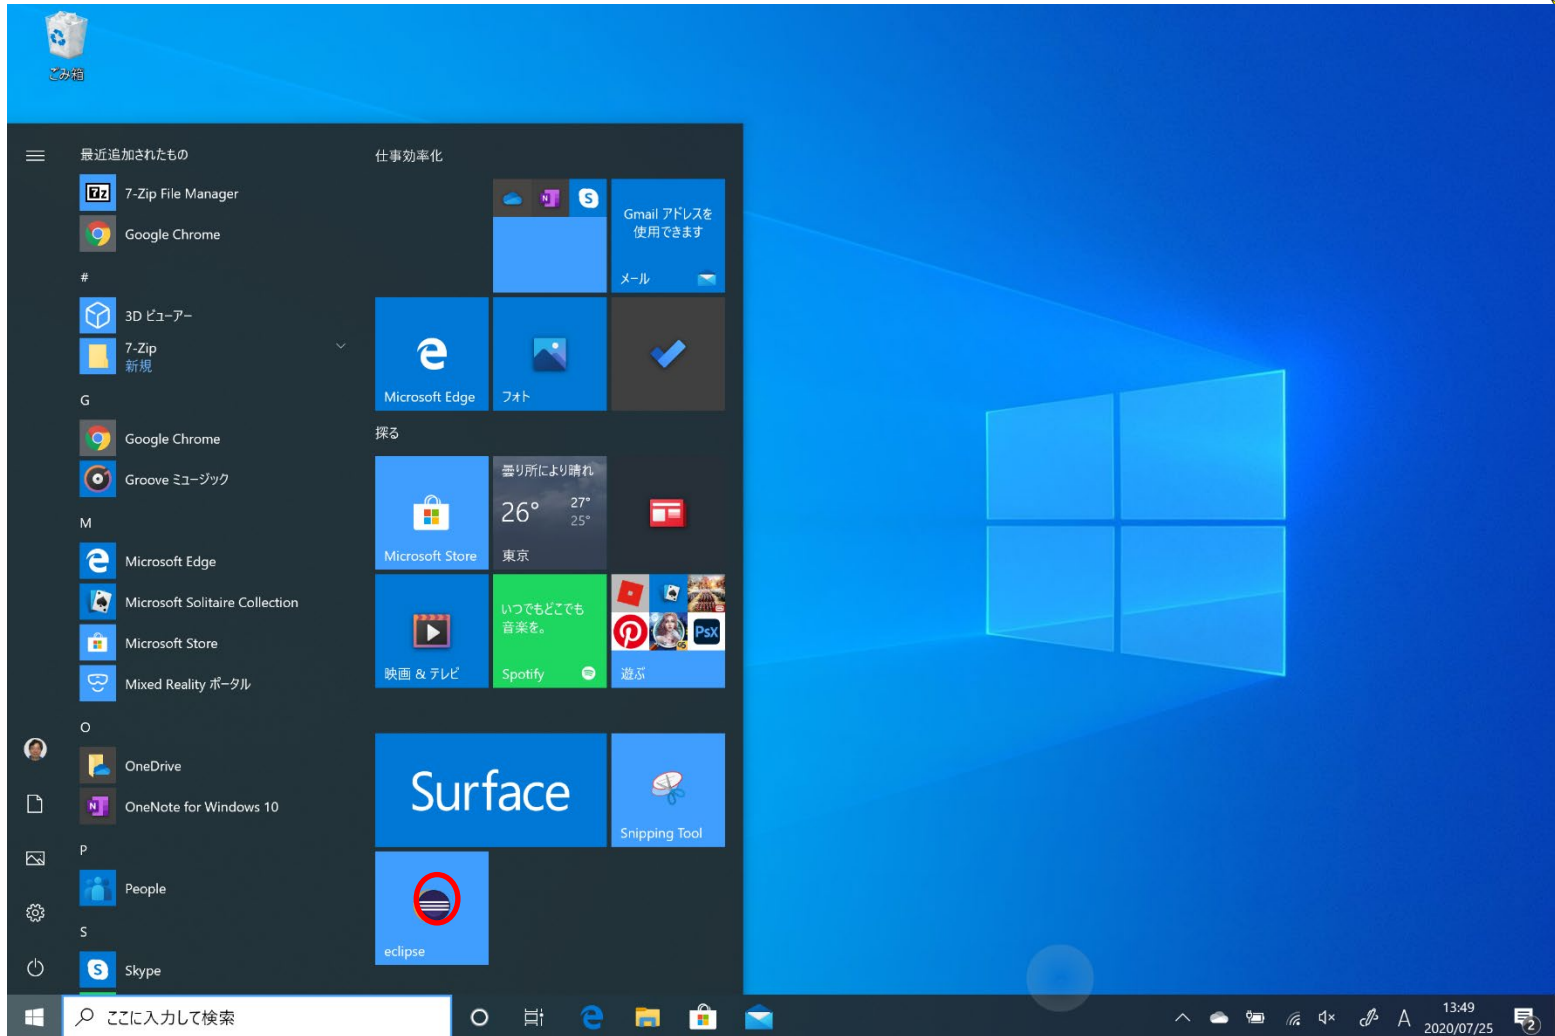 ごみ箱
最近追加されたもの
7-Zip File Manager
Google Chrome
#
3D ビューアー
7-Zip
新規
G
Google Chrome
Groove ミュージック
M
Microsoft Edge
Microsoft Solitaire Collection
Microsoft Store
Mixed Reality ポータル
O
OneDrive
OneNote for Windows 10
P
People
S
Skype
仕事効率化
Gmail アドレスを
使用できます
メール
Microsoft Edge
フォト
探る
Microsoft Store
曇り所により晴れ
26° 27°
25°
東京
映画 & テレビ
いつでもどこでも
音楽を。
Spotify
PsX
遊ぶ
Surface
Snipping Tool
eclipse
ここに入力して検索
A
13:49
2020/07/25
2